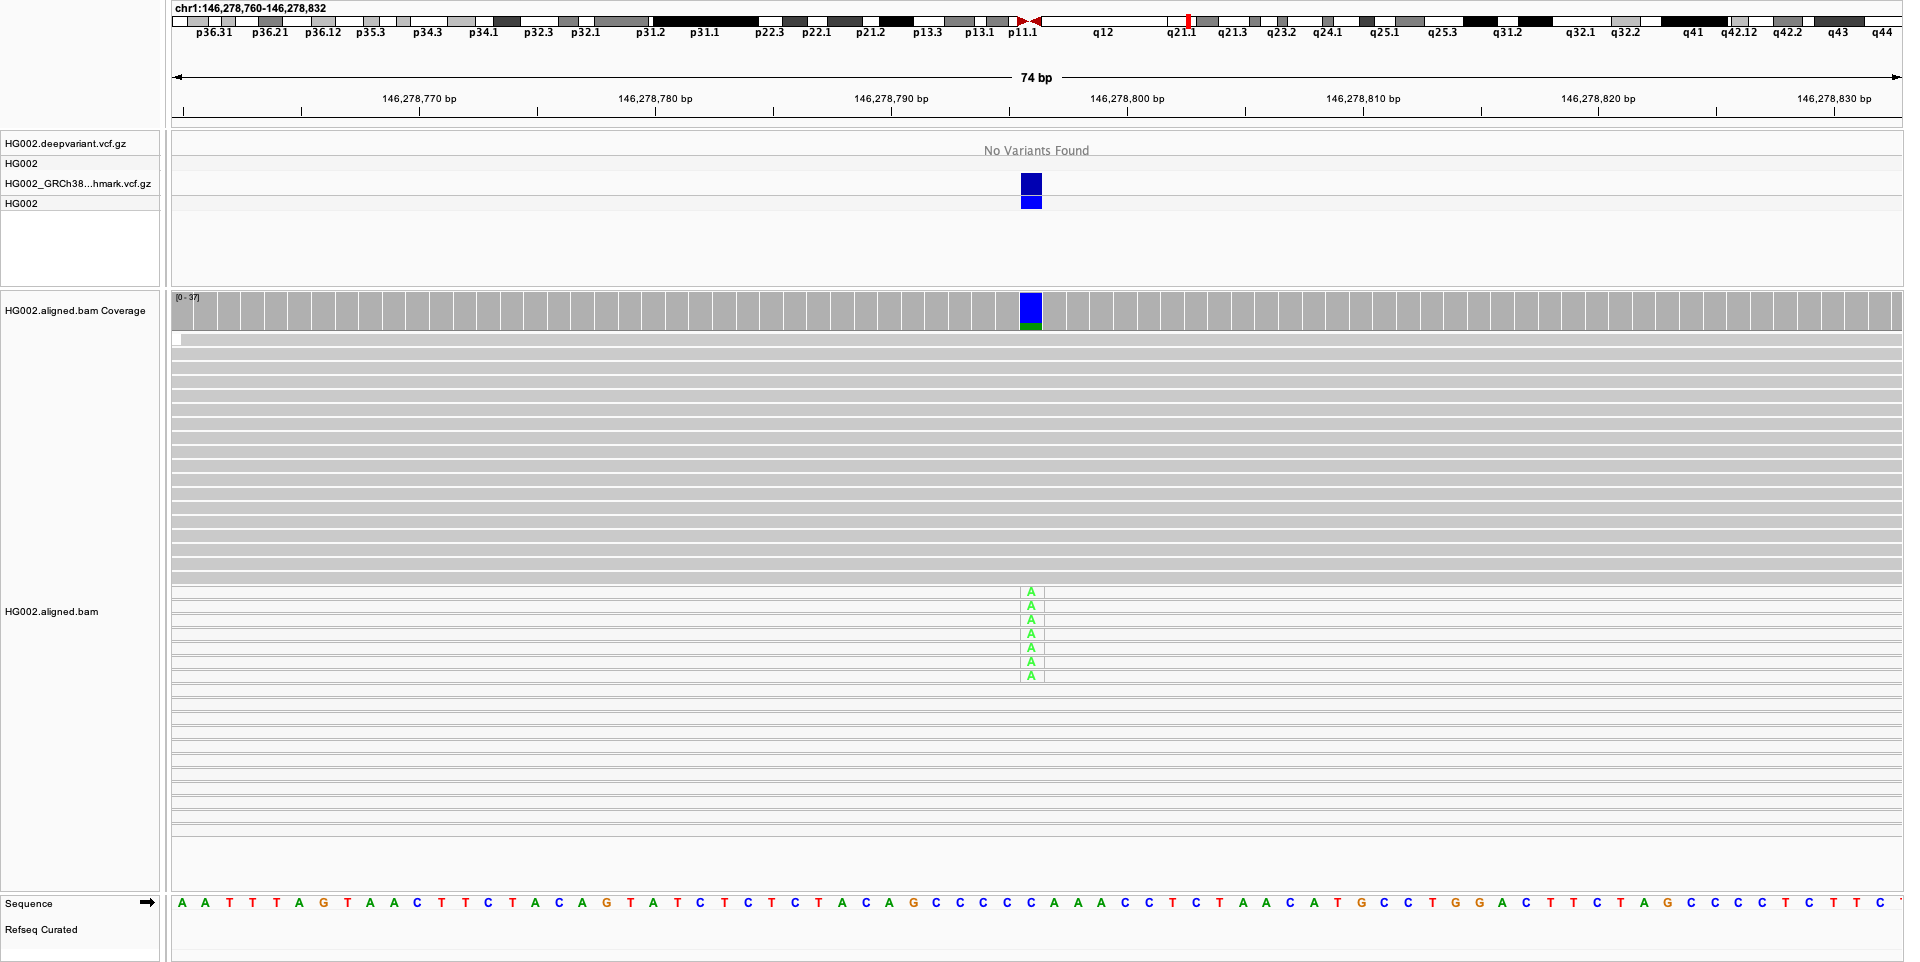 chr1:146,278,760-146,278,832
p36.31 p36.21 p36.12 p35.3 p34.3 p34.1 p32.3 p32.1 p31.2 p31.1 p22.3 p22.1 p21.2 p13.3 p13.1 p11.1 q12 q21.1 q21.3 q23.2 q24.1 q25.1 q25.3 q31.2 q32.1 q32.2 q41 q42.12 q42.2 q43 q44
74 bp
146,278,770 bp 146,278,780 bp 146,278,790 bp 146,278,800 bp 146,278,810 bp 146,278,820 bp 146,278,830 bp
HG002.deepvariant.vcf.gz
No Variants Found
HG002
HG002_GRCh38...hmark.vcf.gz
HG002
[0 - 37]
HG002.aligned.bam Coverage
A
A
HG002.aligned.bam
A
A
A
A
A
Sequence A A T T T A G T A A C T T C T A C A G T A T C T C T C T A C A G C C C C C A A A C C T C T A A C A T G C C T G G A C T T C T A G C C C C T C T T C
Refseq Curated